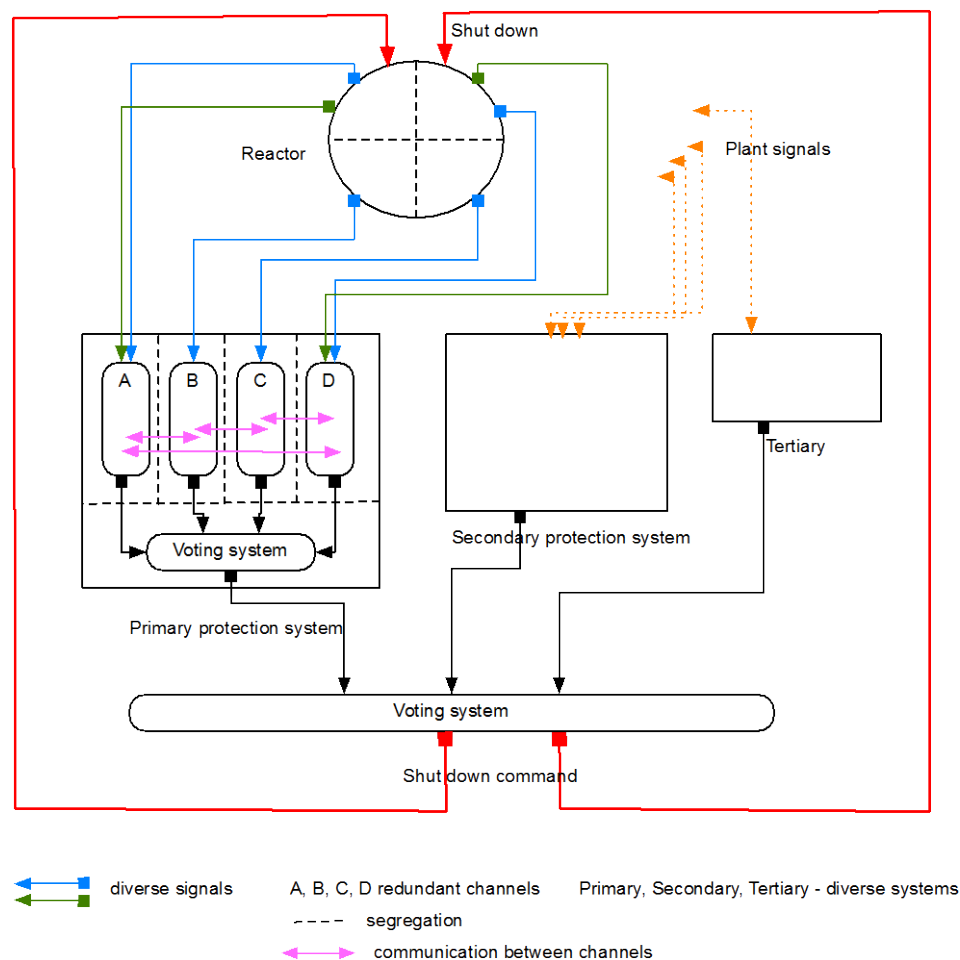 Shut down
Reactor
Plant signals
A
B
C
D
Tertiary
Voting system
Secondary protection system
Primary protection system
Voting system
Shut down command
diverse signals
A, B, C, D redundant channels
Primary, Secondary, Tertiary - diverse systems
segregation
communication between channels